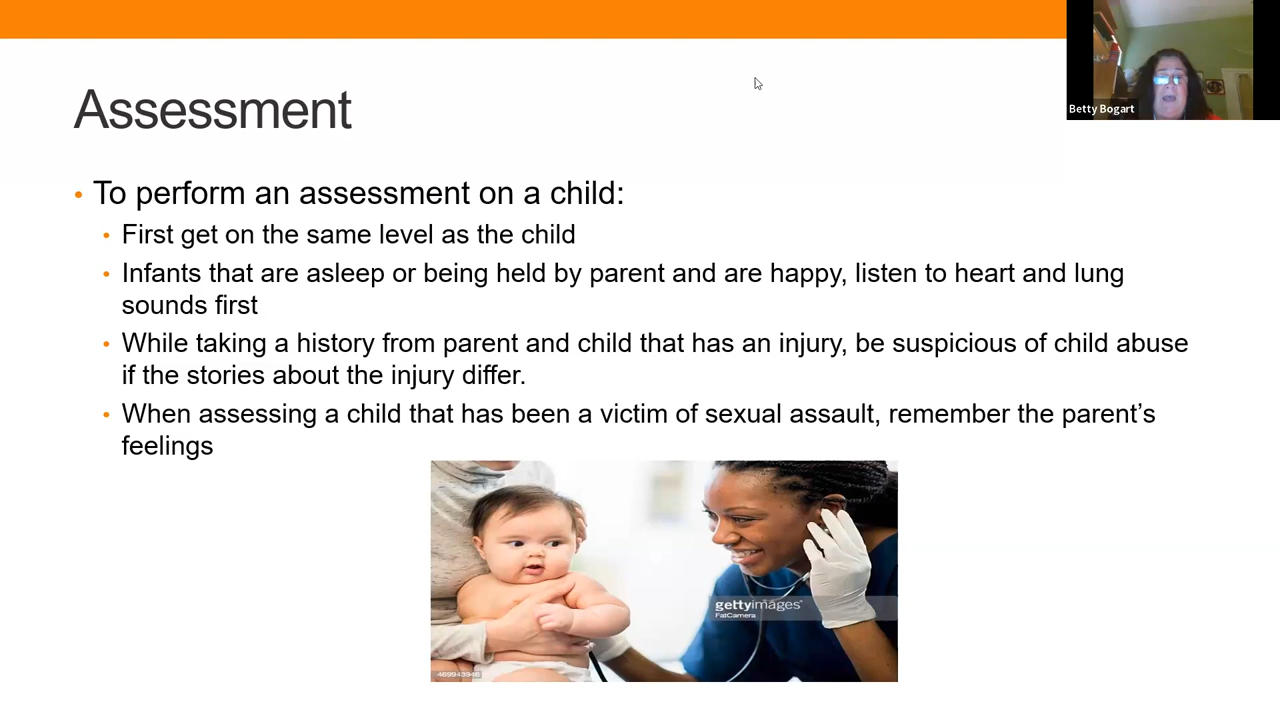 Betty Bogart
Assessment
• To perform an assessment on a child:
• First get on the same level as the child
• Infants that are asleep or being held by parent and are happy, listen to heart and lung
sounds first
• While taking a history from parent and child that has an injury, be suspicious of child abuse
if the stories about the injury differ.
• When assessing a child that has been a victim of sexual assault, remember the parent’s
feelings
gettyimages®
FatCamera
469943946